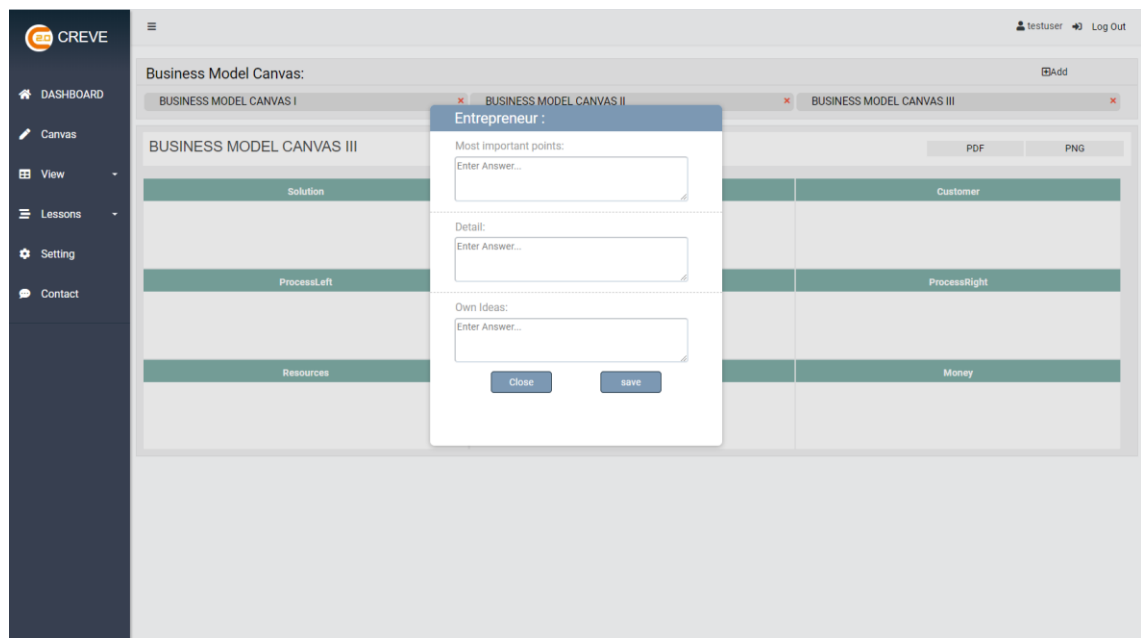 CREVE
testuser Log Out
DASHBOARD
Canvas
View
Lessons
Setting
Contact
Business Model Canvas:
Add
BUSINESS MODEL CANVAS I
BUSINESS MODEL CANVAS II
BUSINESS MODEL CANVAS III
BUSINESS MODEL CANVAS III
PDF PNG
Solution
Customer
ProcessLeft
ProcessRight
Resources
Money
Entrepreneur :
Most important points:
Enter Answer...
Detail:
Enter Answer...
Own Ideas:
Enter Answer...
Close save